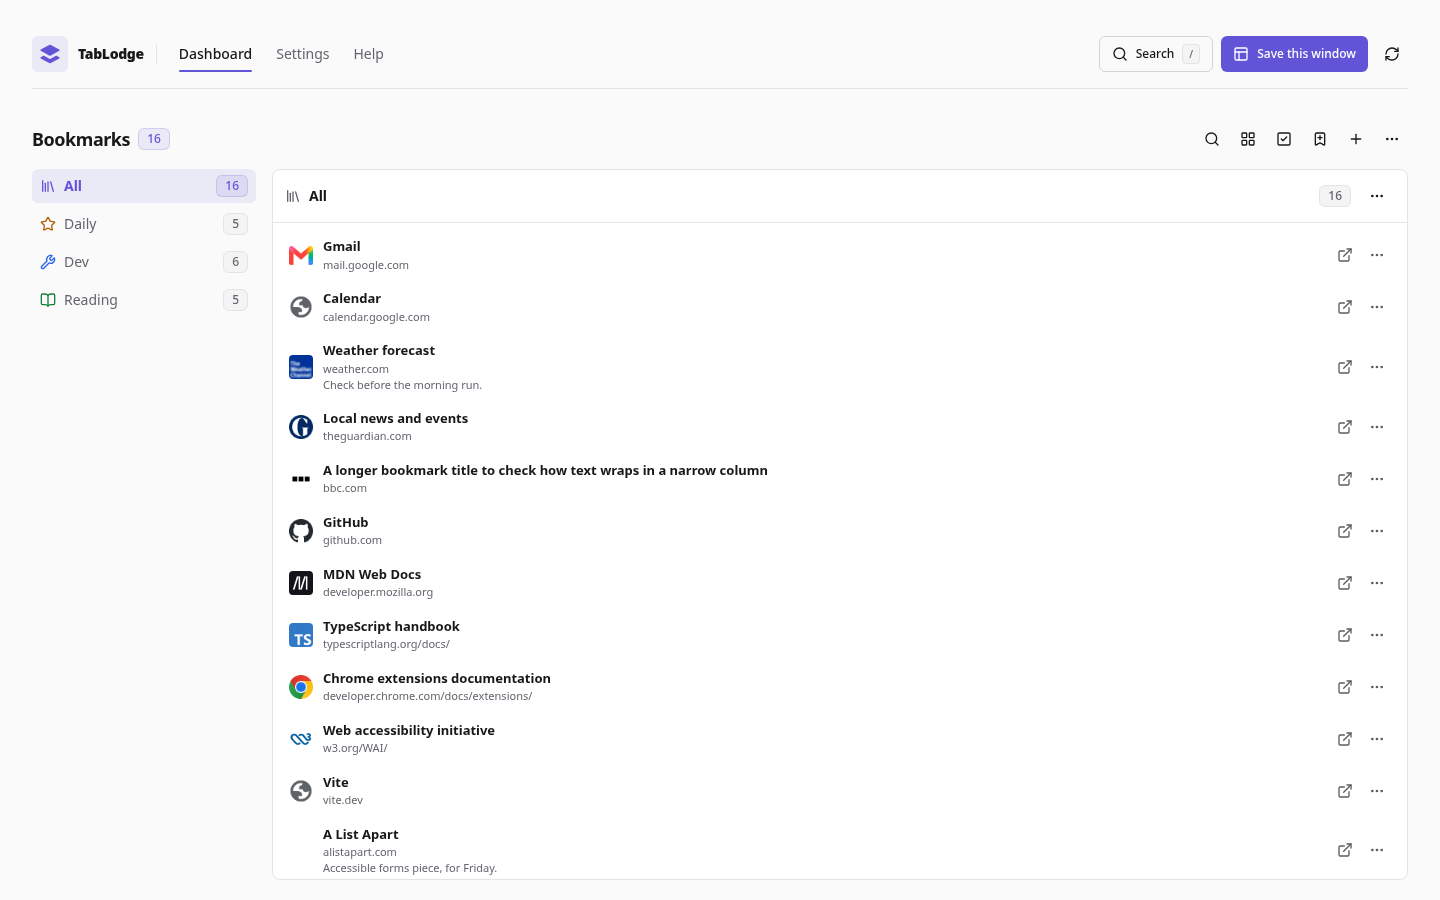 TabLodge
Dashboard
Settings
Help
Search /
Save this window
Bookmarks 16
All 16
Daily 5
Dev 6
Reading 5
All 16
Gmail
mail.google.com
Calendar
calendar.google.com
The Weather Channel
Weather forecast
weather.com
Check before the morning run.
Local news and events
theguardian.com
A longer bookmark title to check how text wraps in a narrow column
bbc.com
GitHub
github.com
MDN Web Docs
developer.mozilla.org
TS
TypeScript handbook
typescriptlang.org/docs/
Chrome extensions documentation
developer.chrome.com/docs/extensions/
Web accessibility initiative
w3.org/WAI/
Vite
vite.dev
A List Apart
alistapart.com
Accessible forms piece, for Friday.